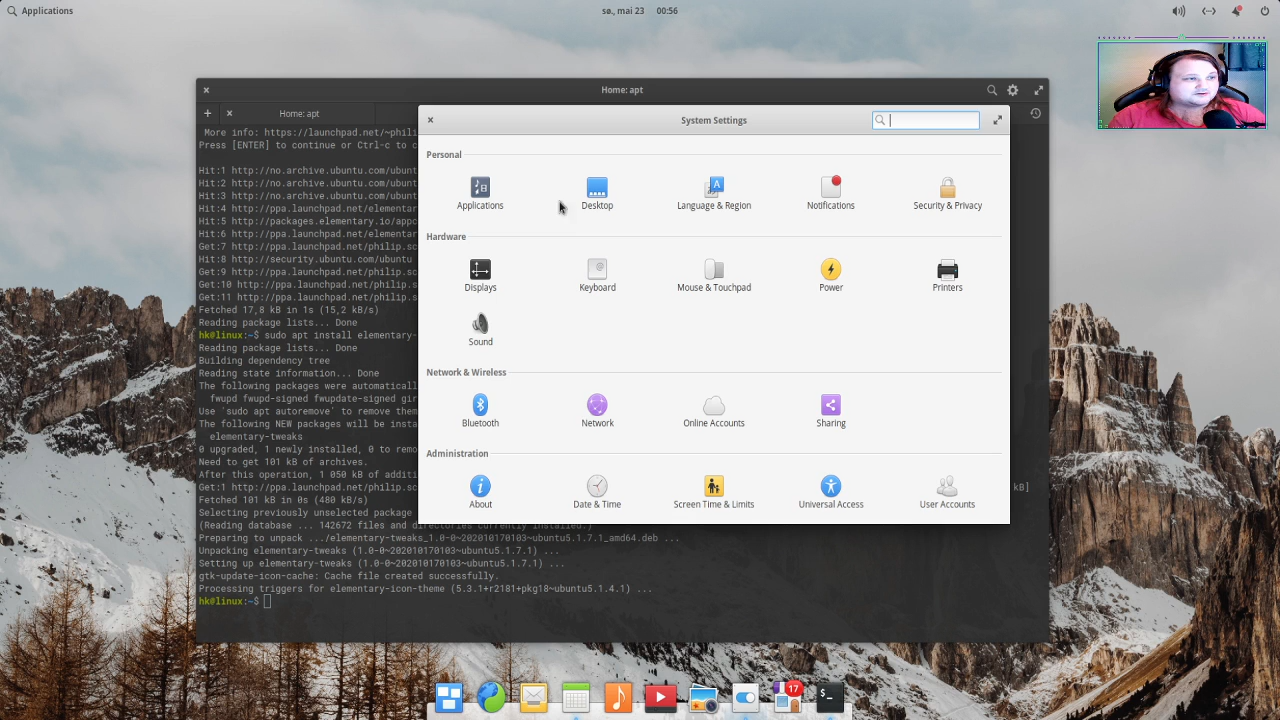 Applications
sø., mai 23 00:56
Home: apt
Home: apt
More info: https://launchpad.net/~phili
Press [ENTER] to continue or Ctrl-c to c
Hit:1 http://no.archive.ubuntu.com/ubunt
Hit:2 http://no.archive.ubuntu.com/ubunt
Hit:3 http://no.archive.ubuntu.com/ubunt
Hit:4 http://ppa.launchpad.net/elementar
Hit:5 http://packages.elementary.io/appc
Hit:6 http://ppa.launchpad.net/elementar
Get:7 http://ppa.launchpad.net/philip.sc
Hit:8 http://security.ubuntu.com/ubuntu
Get:9 http://ppa.launchpad.net/philip.sc
Get:10 http://ppa.launchpad.net/philip.s
Get:11 http://ppa.launchpad.net/philip.s
Fetched 17,8 kB in 1s (15,2 kB/s)
Reading package lists... Done
hk@linux:~$ sudo apt install elementary-
Reading package lists... Done
Building dependency tree
Reading state information... Done
The following packages were automaticall
fwupd fwupd-signed fwupdate-signed gir
Use 'sudo apt autoremove' to remove them
The following NEW packages will be insta
elementary-tweaks
0 upgraded, 1 newly installed, 0 to remo
Need to get 101 kB of archives.
After this operation, 1 050 kB of additi
Get:1 http://ppa.launchpad.net/philip.sc kB]
Fetched 101 kB in 0s (480 kB/s)
Selecting previously unselected package
(Reading database ... 142672 files and directories currently installed.)
Preparing to unpack .../elementary-tweaks_1.0-0~202010170103~ubuntu5.1.7.1_amd64.deb ...
Unpacking elementary-tweaks (1.0-0~202010170103~ubuntu5.1.7.1) ...
Setting up elementary-tweaks (1.0-0~202010170103~ubuntu5.1.7.1) ...
gtk-update-icon-cache: Cache file created successfully.
Processing triggers for elementary-icon-theme (5.3.1+r2181+pkg18~ubuntu5.1.4.1) ...
hk@linux:~$
System Settings
Personal
Applications
Desktop
Language & Region
Notifications
Security & Privacy
Hardware
Displays
Keyboard
Mouse & Touchpad
Power
Printers
Sound
Network & Wireless
Bluetooth
Network
Online Accounts
Sharing
Administration
About
Date & Time
Screen Time & Limits
Universal Access
User Accounts
17